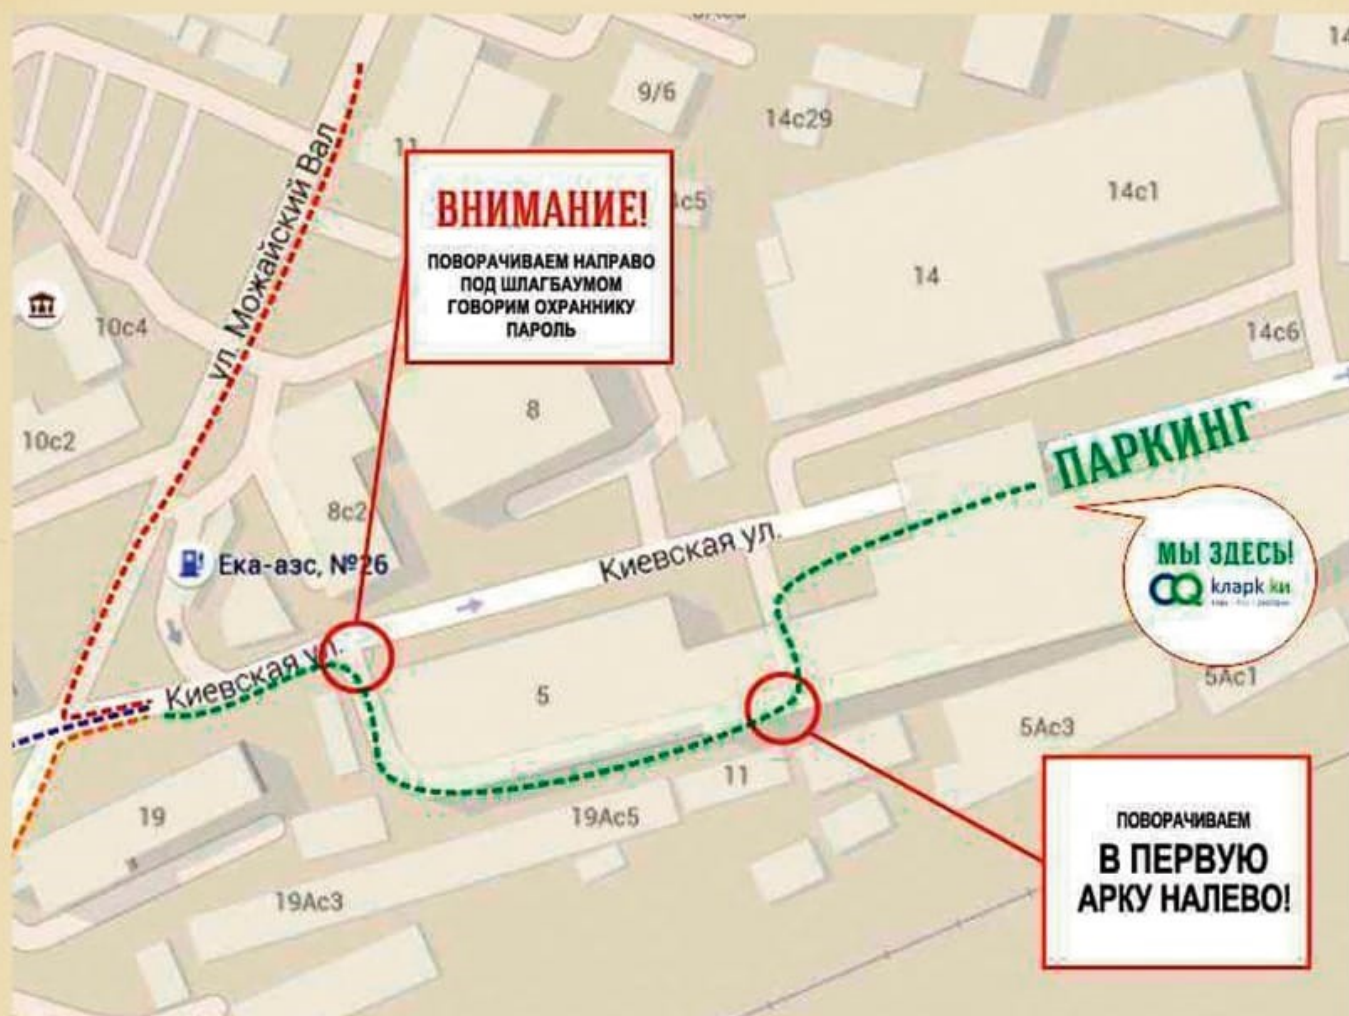 9/6
14с29
11
ВНИМАНИЕ!
ПОВОРАЧИВАЕМ НАПРАВО
ПОД ШЛАГБАУМОМ
ГОВОРИМ ОХРАННИКУ
ПАРОЛЬ
14с1
14
14с6
ул. Можайский Вал
10с4
10с2
8
8с2
ПАРКИНГ
МЫ ЗДЕСЬ!
кларк ки
Ека-азс, №26
Киевская ул.
Киевская ул.
5
5Ас1
5Ас3
11
19
19Ас5
19Ас3
ПОВОРАЧИВАЕМ
В ПЕРВУЮ
АРКУ НАЛЕВО!